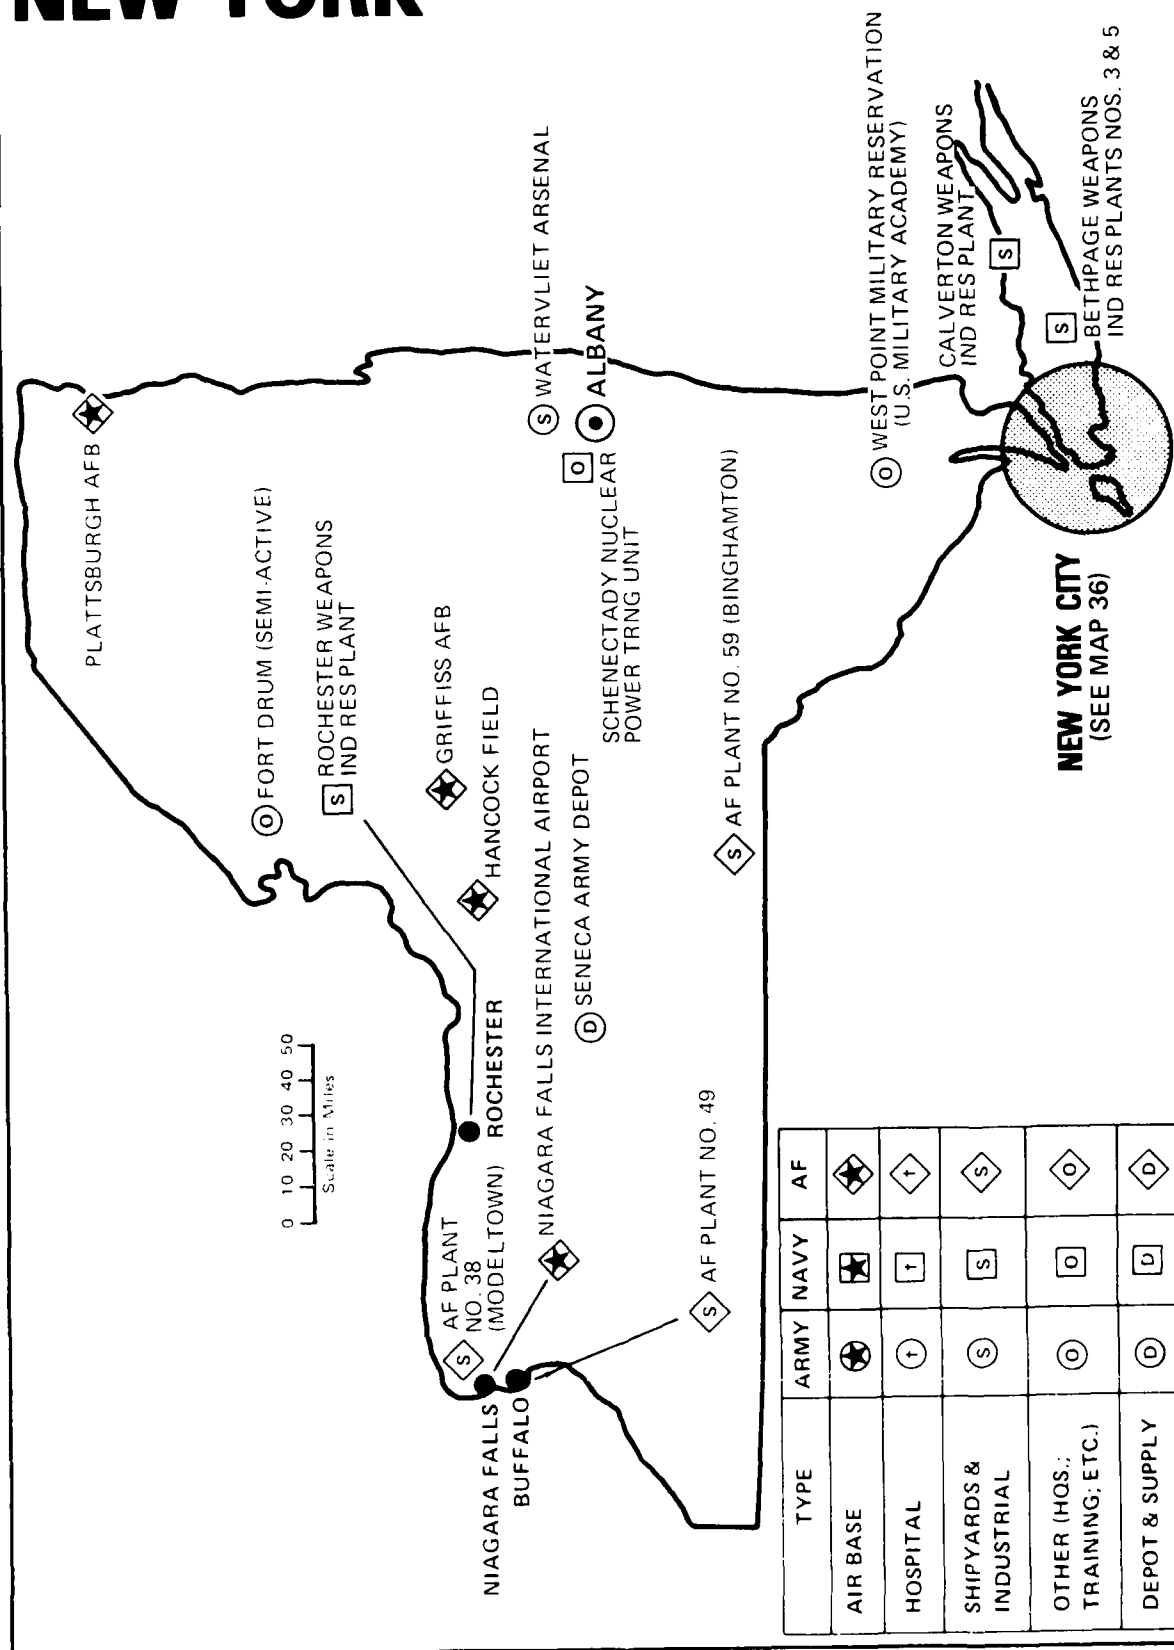 NEW YORK
PLATTSBURGH AFB
FORT DRUM (SEMI-ACTIVE)
ROCHESTER WEAPONS
IND RES PLANT
GRIFFISS AFB
HANCOCK FIELD
NIAGARA FALLS INTERNATIONAL AIRPORT
SENECA ARMY DEPOT
WATERVLIET ARSENAL
ALBANY
SCHENECTADY NUCLEAR
POWER TRNG UNIT
AF PLANT NO. 59 (BINGHAMTON)
WEST POINT MILITARY RESERVATION
(U.S. MILITARY ACADEMY)
CALVERTON WEAPONS
IND RES PLANT
BETHPAGE WEAPONS
IND RES PLANTS NOS. 3 & 5
NEW YORK CITY
(SEE MAP 36)
0 10 20 30 40 50
Scale in Miles
ROCHESTER
AF PLANT
NO. 38
(MODELTOWN)
NIAGARA FALLS
BUFFALO
AF PLANT NO. 49
S
S
S
S
S
S
S
O
O
O
D
TYPE ARMY NAVY AF
AIR BASE
HOSPITAL † † †
SHIPYARDS &
INDUSTRIAL S S S
OTHER (HQS.;
TRAINING; ETC.) O O O
DEPOT & SUPPLY D D D